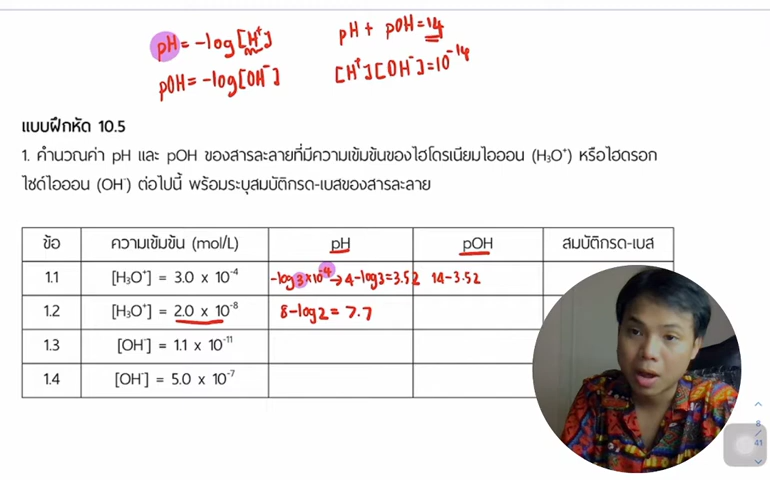 pH = -log[H⁺] pH + pOH = 14
pOH = -log[OH⁻] [H⁺][OH⁻] = 10⁻¹⁴
แบบฝึกหัด 10.5
1. คำนวณค่า pH และ pOH ของสารละลายที่มีความเข้มข้นของไฮโดรเนียมไอออน (H₃O⁺) หรือไฮดรอก
ไซด์ไอออน (OH⁻) ต่อไปนี้ พร้อมระบุสมบัติกรด-เบสของสารละลาย
ข้อ ความเข้มข้น (mol/L) pH pOH สมบัติกรด-เบส
1.1 [H₃O⁺] = 3.0 x 10⁻⁴ -log3×10⁻⁴ → 4-log3=3.52 14-3.52
1.2 [H₃O⁺] = 2.0 x 10⁻⁸ 8-log2 = 7.7
1.3 [OH⁻] = 1.1 x 10⁻¹¹
1.4 [OH⁻] = 5.0 x 10⁻⁷
8
/
41